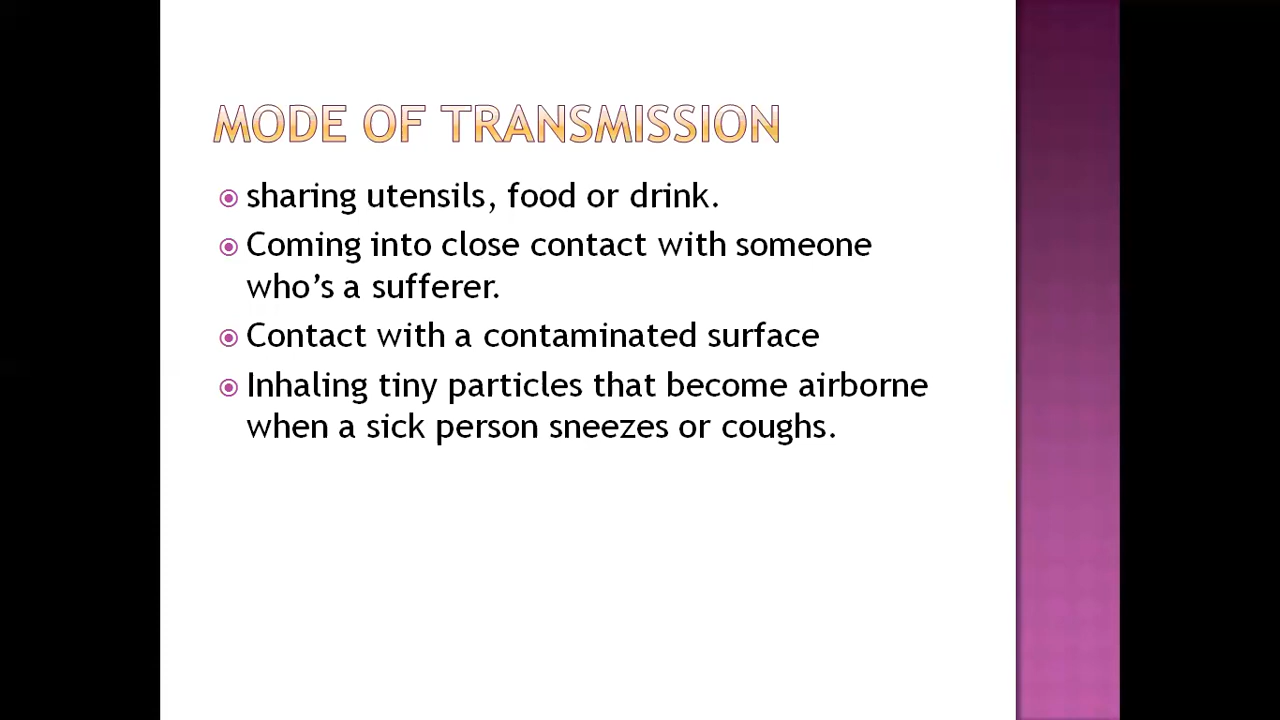 MODE OF TRANSMISSION
sharing utensils, food or drink.
Coming into close contact with someone
who’s a sufferer.
Contact with a contaminated surface
Inhaling tiny particles that become airborne
when a sick person sneezes or coughs.